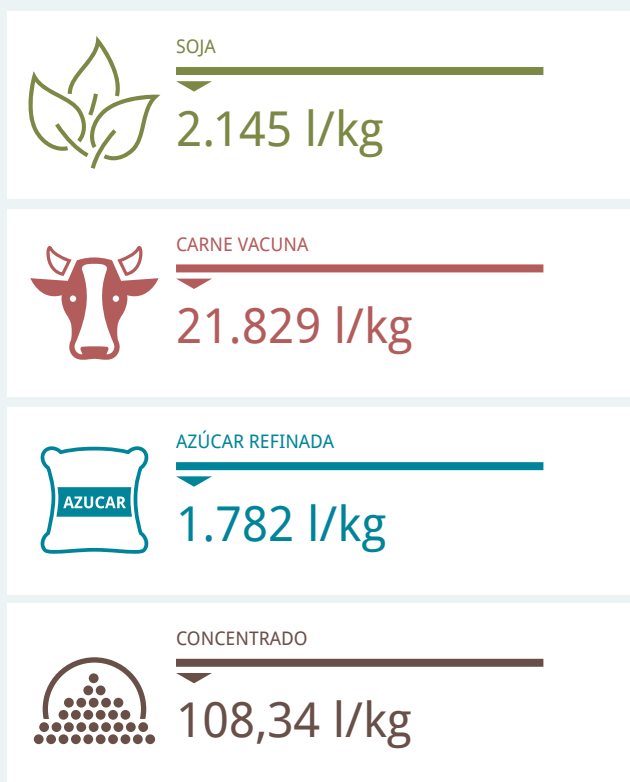 SOJA
2.145 l/kg
CARNE VACUNA
21.829 l/kg
AZÚCAR REFINADA
AZUCAR
1.782 l/kg
CONCENTRADO
108,34 l/kg